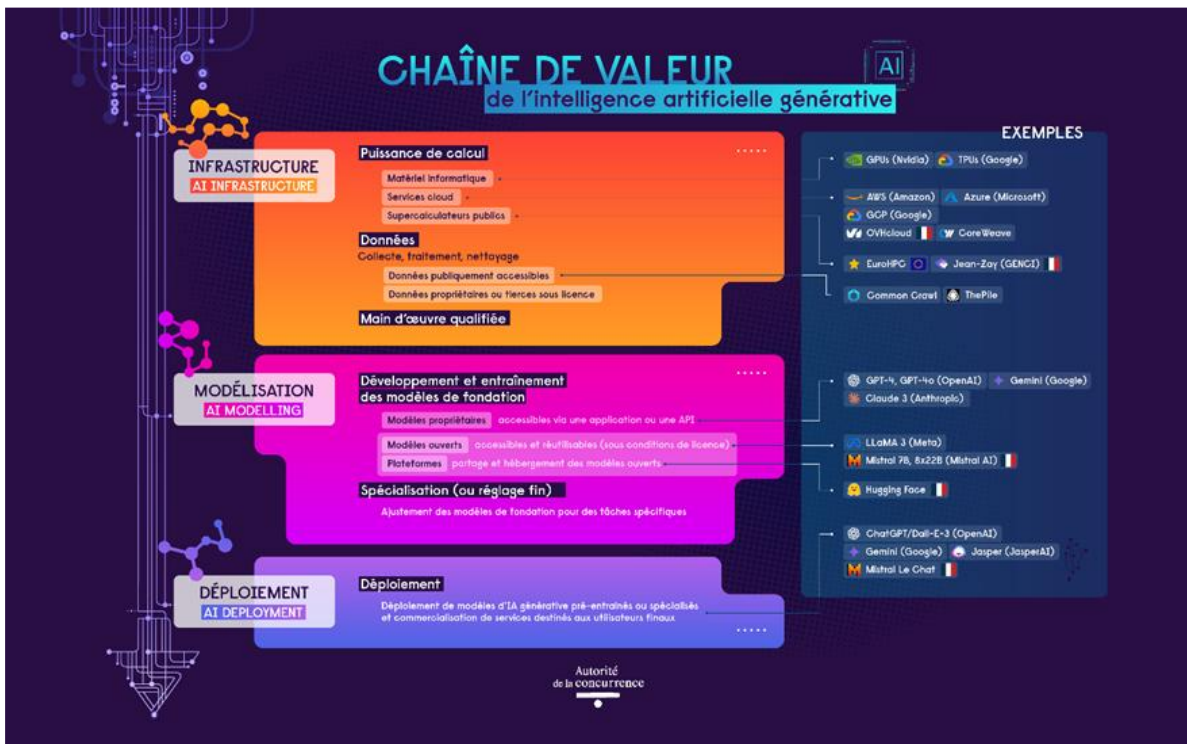 CHAÎNE DE VALEUR
AI
de l'intelligence artificielle générative
INFRASTRUCTURE
AI INFRASTRUCTURE
Puissance de calcul
Matériel informatique
Services cloud
Supercalculateurs publics
Données
Collecte, traitement, nettoyage
Données publiquement accessibles
Données propriétaires ou tierces sous licence
Main d'œuvre qualifiée
MODÉLISATION
AI MODELLING
Développement et entraînement
des modèles de fondation
Modèles propriétaires accessibles via une application ou une API
Modèles ouverts accessibles et réutilisables (sous conditions de licence)
Plateformes partage et hébergement des modèles ouverts
Spécialisation (ou réglage fin)
Ajustement des modèles de fondation pour des tâches spécifiques
DÉPLOIEMENT
AI DEPLOYMENT
Déploiement
Déploiement de modèles d'IA générative pré-entraînés ou spécialisés
et commercialisation de services destinés aux utilisateurs finaux
EXEMPLES
GPUs (Nvidia) TPUs (Google)
AWS (Amazon) Azure (Microsoft)
GCP (Google)
OVHcloud CoreWeave
EuroHPC Jean-Zay (GENCI)
Common Crawl ThePile
GPT-4, GPT-4o (OpenAI) Gemini (Google)
Claude 3 (Anthropic)
LLaMA 3 (Meta)
Mistral 7B, 8x22B (Mistral AI)
Hugging Face
ChatGPT/Dall-E-3 (OpenAI)
Gemini (Google) Jasper (JasperAI)
Mistral Le Chat
Autorité
de la concurrence